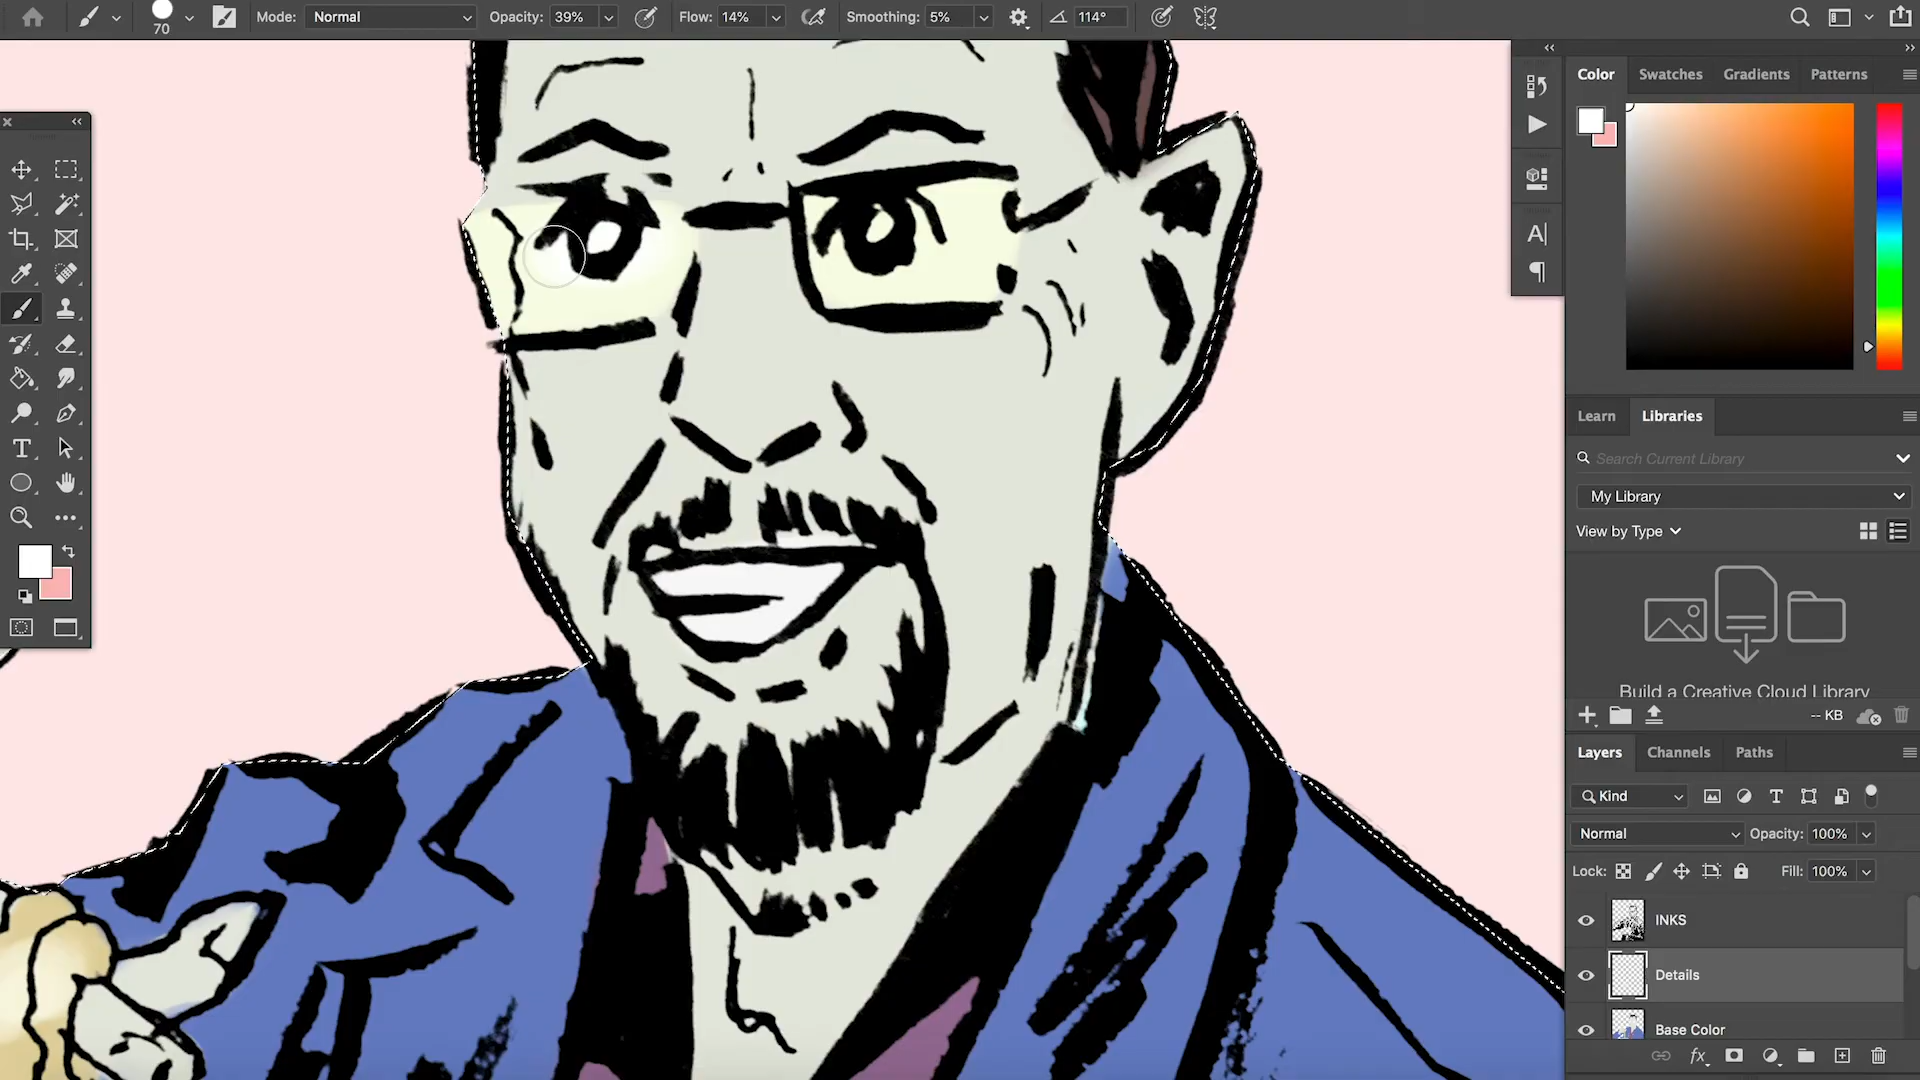 70
Mode: Normal
Opacity: 39%
Flow: 14%
Smoothing: 5%
114°
Color
Swatches
Gradients
Patterns
Learn
Libraries
Search Current Library
My Library
View by Type
Build a Creative Cloud Library
-- KB
Layers
Channels
Paths
Kind
Normal
Opacity: 100%
Lock:
Fill: 100%
INKS
Details
Base Color